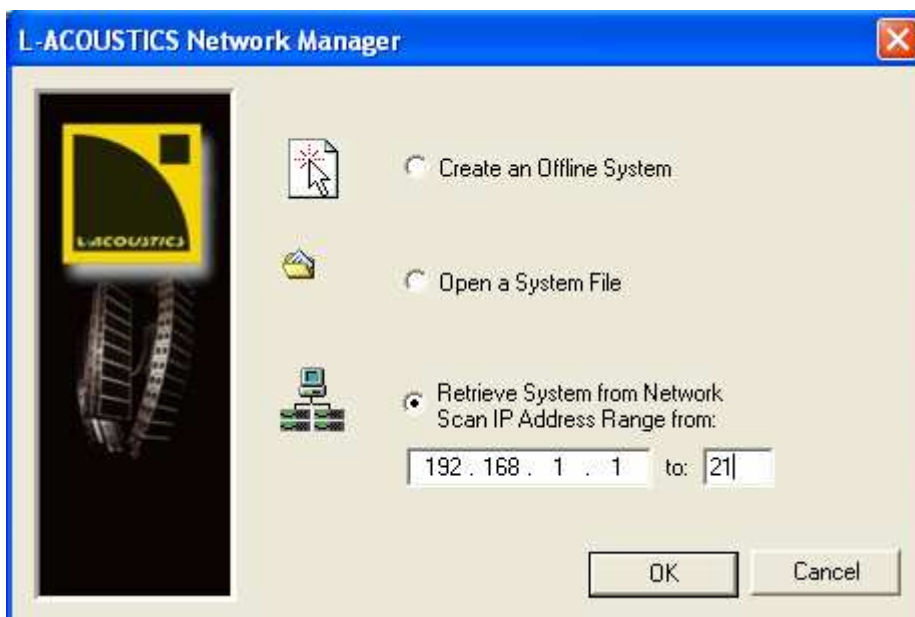 L-ACOUSTICS Network Manager
L-ACOUSTICS
Create an Offline System
Open a System File
Retrieve System from Network
Scan IP Address Range from:
192 . 168 . 1 . 1 to: 21
OK Cancel